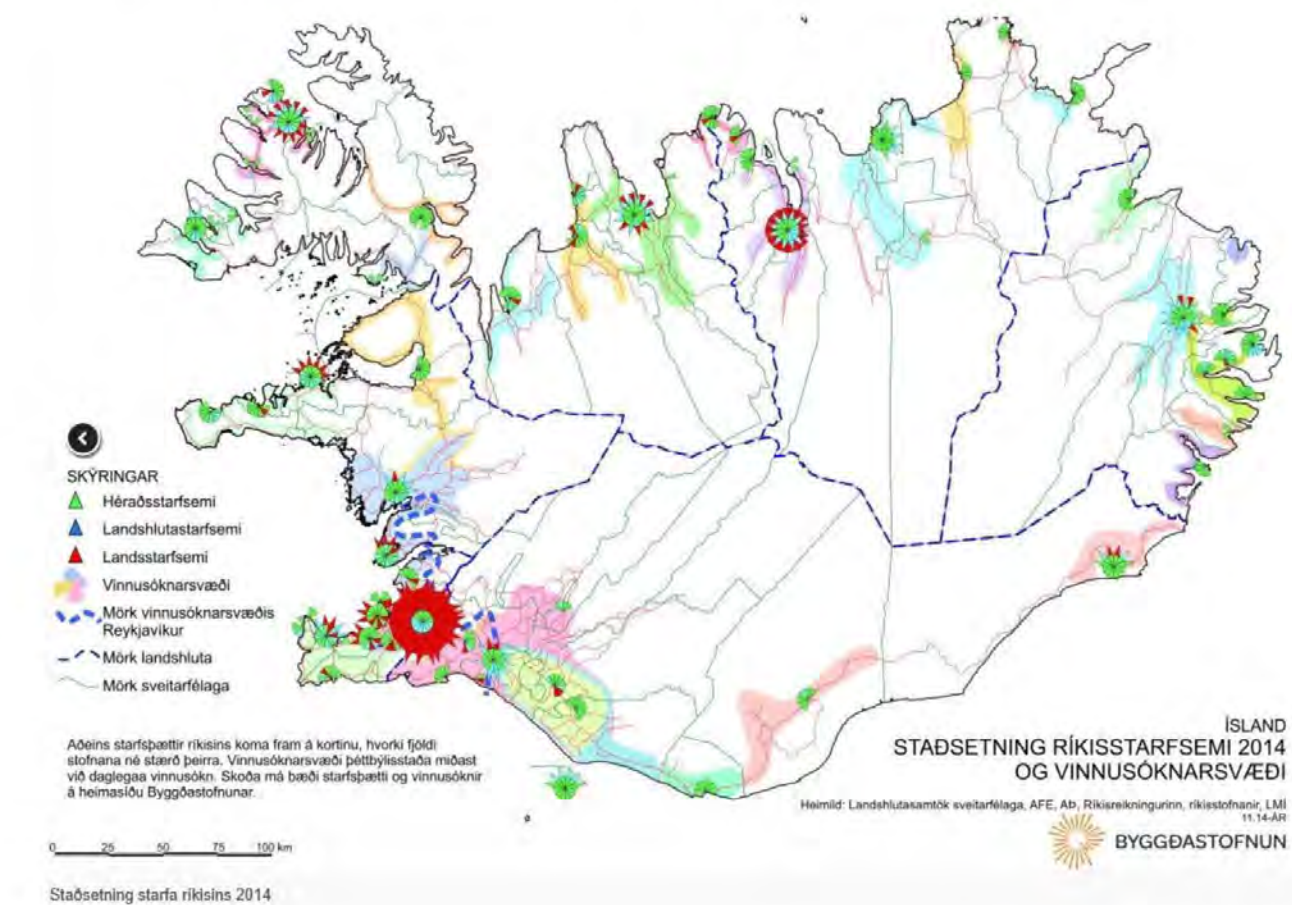 SKÝRINGAR
Héraðsstarfsemi
Landshlutastarfsemi
Landsstarfsemi
Vinnusóknarsvæði
Mörk vinnusóknarsvæðis
Reykjavíkur
Mörk landshluta
Mörk sveitarfélaga
Aðeins starfsþættir ríkisins koma fram á kortinu, hvorki fjöldi
stofnana né stærð þeirra. Vinnusóknarsvæði þéttbýlisstaða miðast
við daglegaa vinnusókn. Skoða má bæði starfsþætti og vinnusóknir
á heimasíðu Byggðastofnunar.
0 25 50 75 100 km
ÍSLAND
STAÐSETNING RÍKISSTARFSEMI 2014
OG VINNUSÓKNARSVÆÐI
Heimild: Landshlutasamtök sveitarfélaga, AFE, Aþ, Ríkisreikningurinn, ríkisstofnanir, LMÍ
11.14-ÁR
BYGGÐASTOFNUN
Staðsetning starfa ríkisins 2014